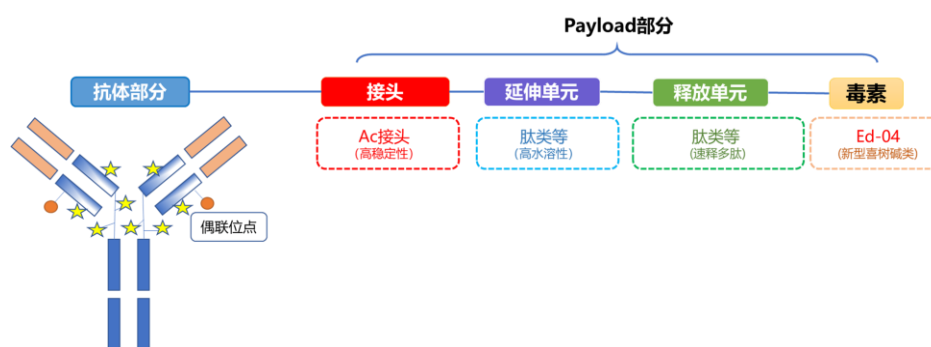 Payload部分
抗体部分
接头
延伸单元
释放单元
毒素
Ac接头
(高稳定性)
肽类等
(高水溶性)
肽类等
(速释多肽)
Ed-04
(新型喜树碱类)
偶联位点